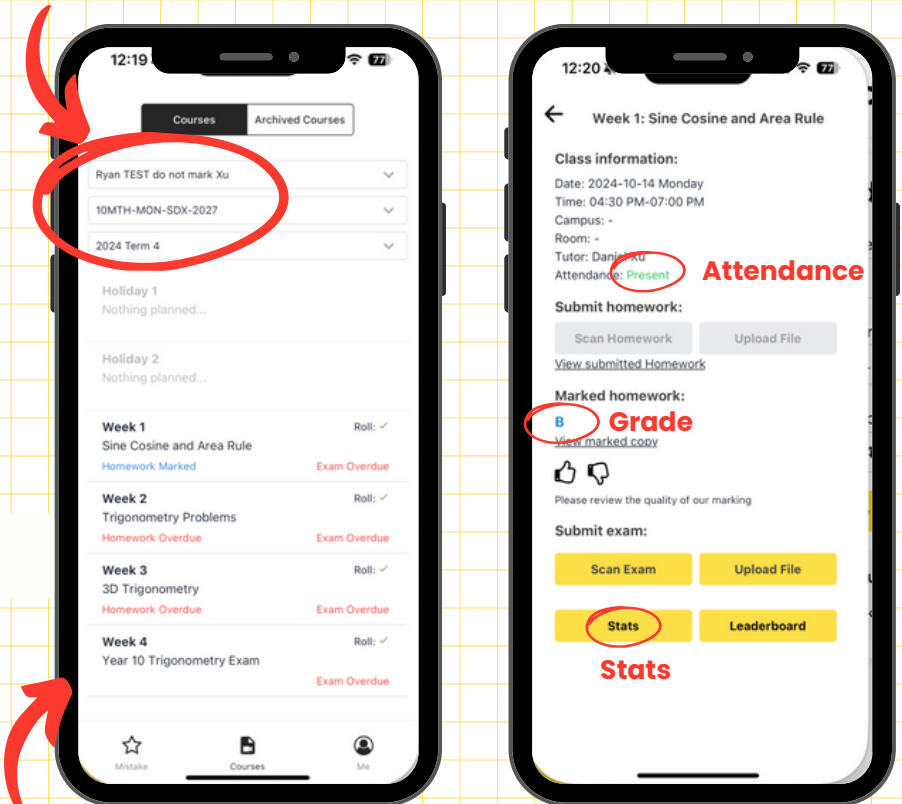 12:19
77
Courses
Archived Courses
Ryan TEST do not mark Xu
10MTH-MON-SDX-2027
2024 Term 4
Holiday 1
Nothing planned...
Holiday 2
Nothing planned...
Week 1 Roll: ✓
Sine Cosine and Area Rule
Homework Marked Exam Overdue
Week 2 Roll: ✓
Trigonometry Problems
Homework Overdue Exam Overdue
Week 3 Roll: ✓
3D Trigonometry
Homework Overdue Exam Overdue
Week 4 Roll: ✓
Year 10 Trigonometry Exam
Exam Overdue
Mistake Courses Me
12:20
77
Week 1: Sine Cosine and Area Rule
Class information:
Date: 2024-10-14 Monday
Time: 04:30 PM-07:00 PM
Campus: -
Room: -
Tutor: Daniel Xu
Attendance: Present
Attendance
Submit homework:
Scan Homework Upload File
View submitted Homework
Marked homework:
B
Grade
View marked copy
Please review the quality of our marking
Submit exam:
Scan Exam Upload File
Stats Leaderboard
Stats